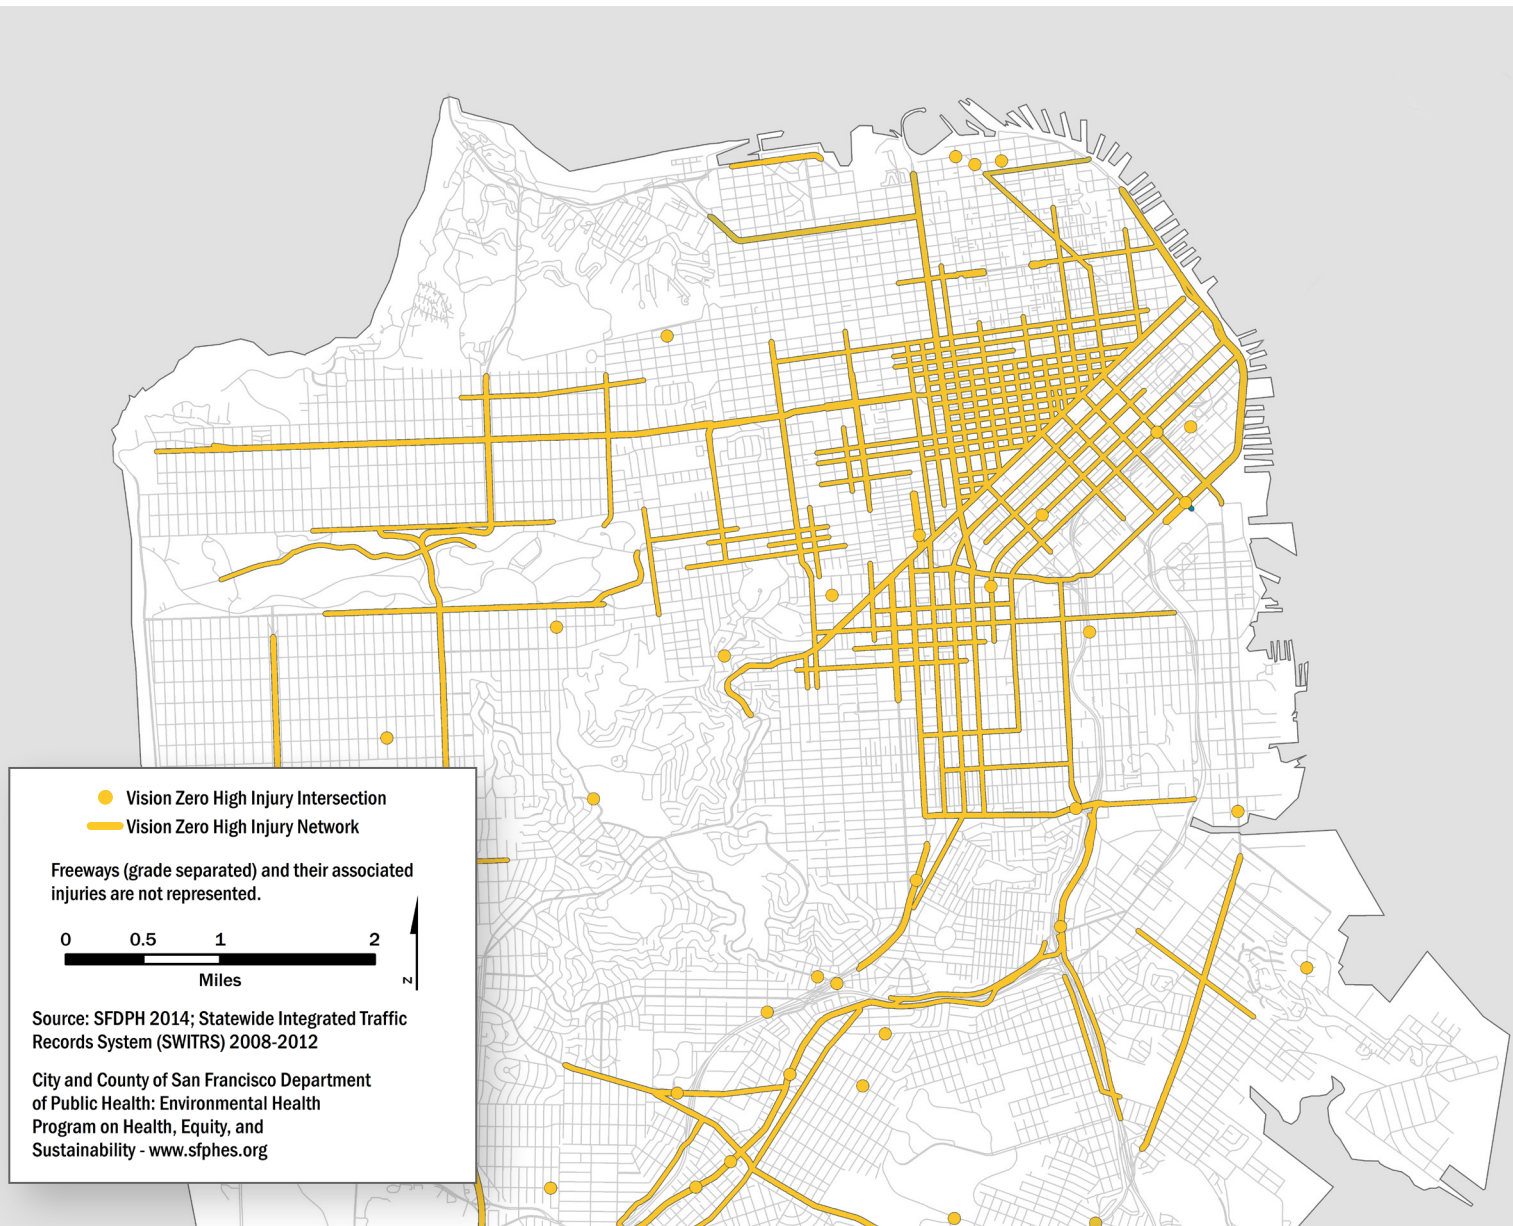 Vision Zero High Injury Intersection
Vision Zero High Injury Network
Freeways (grade separated) and their associated
injuries are not represented.
0 0.5 1 2
Miles
N
Source: SFDPH 2014; Statewide Integrated Traffic
Records System (SWITRS) 2008-2012
City and County of San Francisco Department
of Public Health: Environmental Health
Program on Health, Equity, and
Sustainability - www.sfphes.org